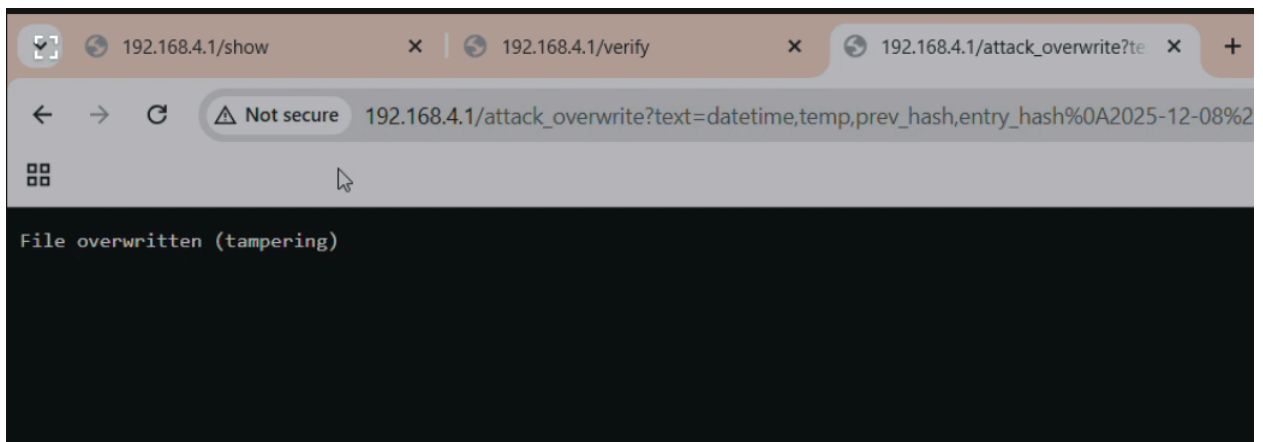 192.168.4.1/show
192.168.4.1/verify
192.168.4.1/attack_overwrite?te
Not secure
192.168.4.1/attack_overwrite?text=datetime,temp,prev_hash,entry_hash%0A2025-12-08%2
File overwritten (tampering)